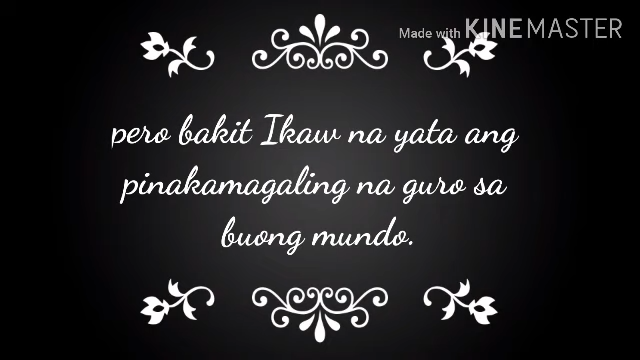 Made with KINEMASTER
pero bakit Ikaw na yata ang
pinakamagaling na guro sa
buong mundo.